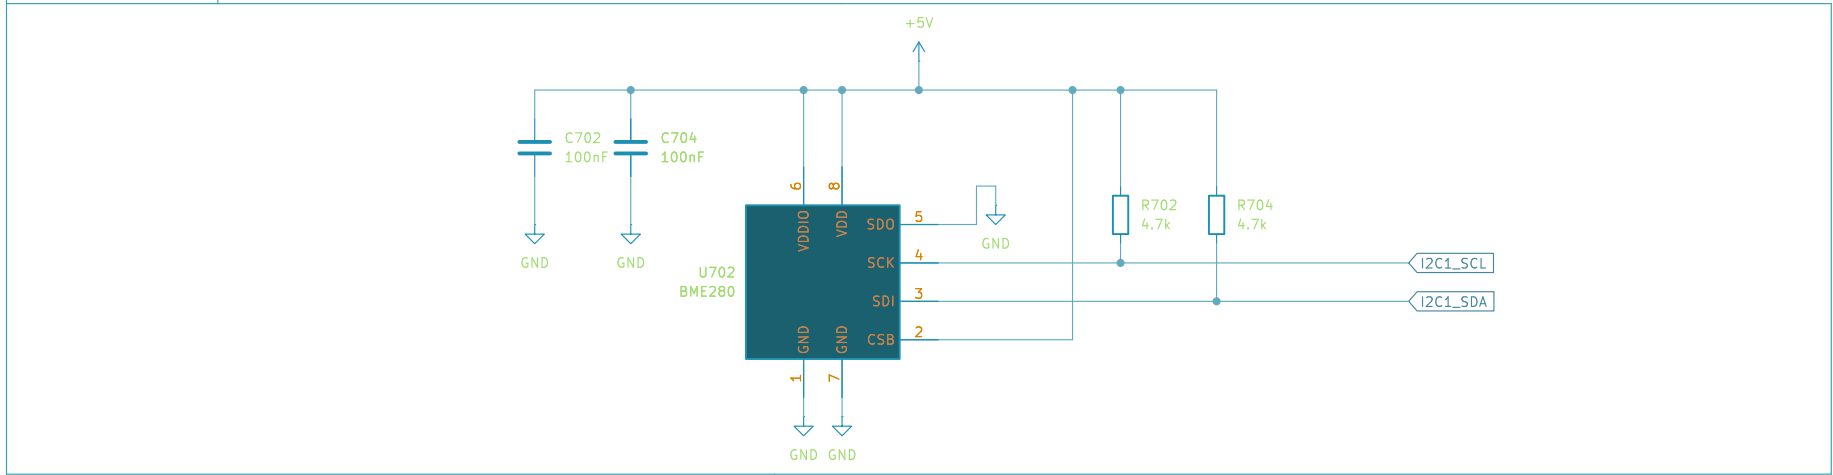 +5V
C702
100nF
C704
100nF
6
8
VDDIO
VDD
SDO
5
GND
R702
4.7k
R704
4.7k
GND
GND
SCK
4
I2C1_SCL
U702
BME280
SDI
3
I2C1_SDA
GND
GND
CSB
2
1
7
GND
GND